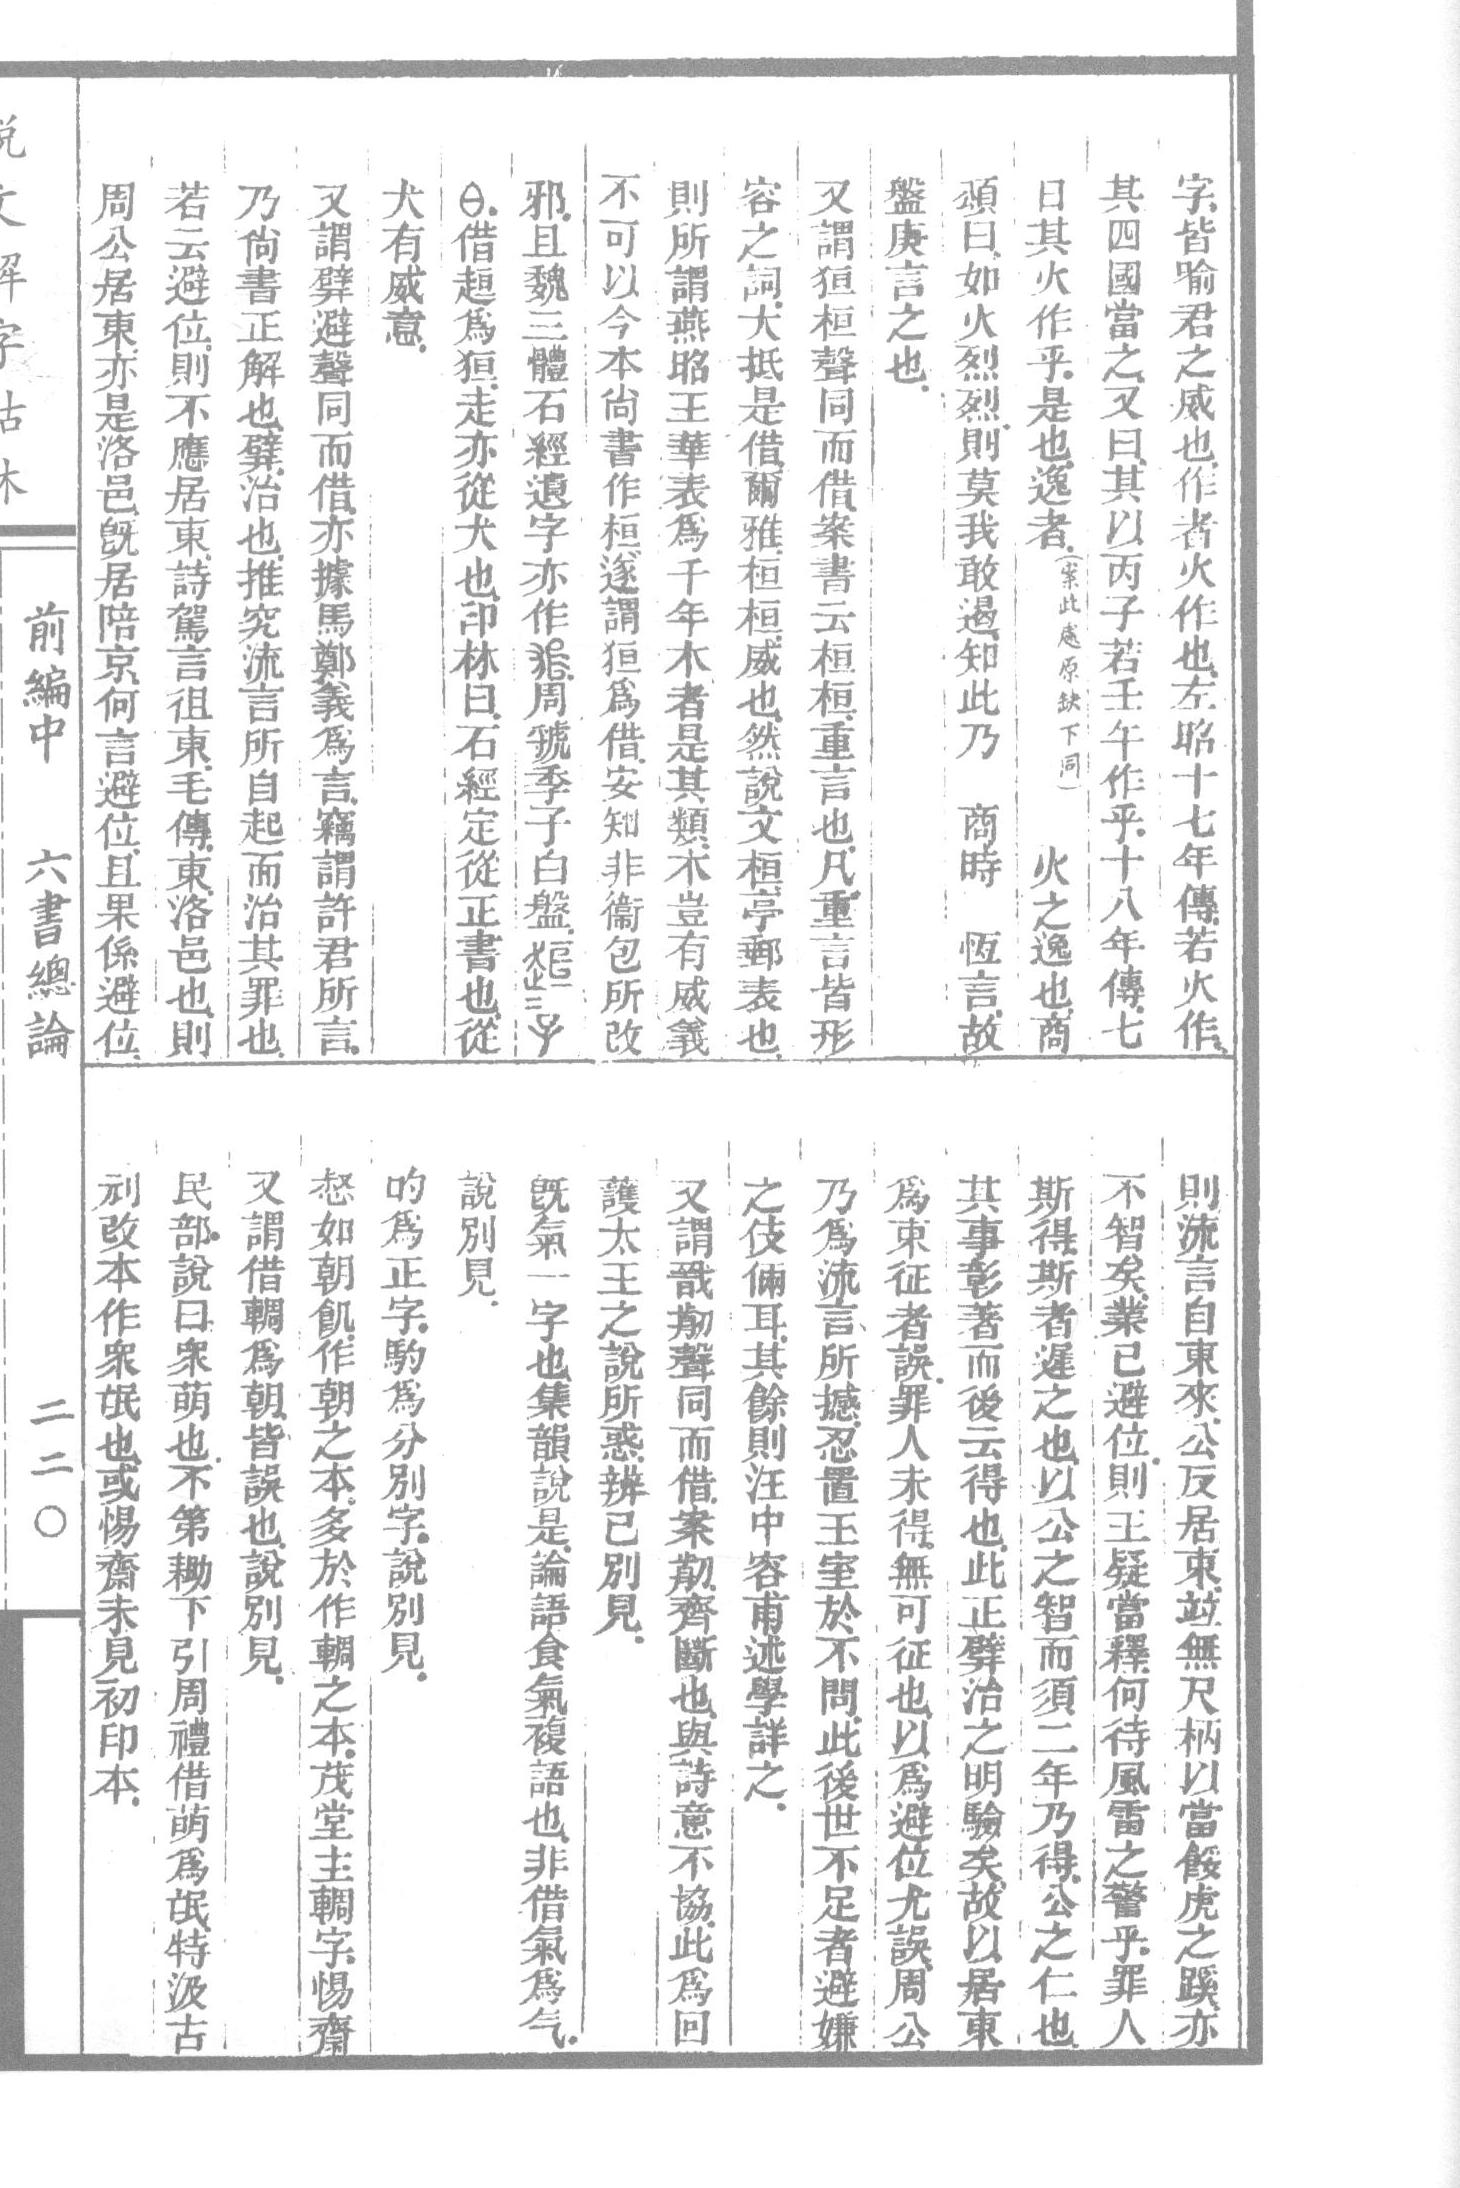 字、皆喻君之威也、作者火作也、左昭十七年傳、若火作、
其四國當之、又曰、其以丙子若壬午作乎、十八年傳、七
日其火作乎、是也、逸者、(案此處原缺下同)　火之逸也、商
頌曰、如火烈烈、則莫我敢遏、知此乃　商時　恆言、故
盤庚言之也、
又謂狟桓聲同而借、案書云桓桓、重言也、凡重言皆形
容之詞、大抵是借、爾雅、桓桓、威也、然說文桓、亭郵表也、
則所謂燕昭王華表爲千年木者是其類、木豈有威義
不可以今本尚書作桓、遂謂狟爲借、安知非衞包所改
邪、且魏三體石經遺字亦作、周虢季子白盤、
借趄爲狟、走亦從犬也、印林曰、石經定從正書也、從
犬有威意、
又謂擘避聲同而借、亦據馬鄭義爲言、竊謂許君所言、
乃尚書正解也、擘、治也、推究流言所自起而治其罪也、
若云避位、則不應居東、詩駕言徂東、毛傳、東、洛邑也、則
周公居東、亦是洛邑、既居陪京、何言避位、且果係避位、
則流言自東來、公反居東、竝無尺柄以當餒虎之蹊、亦
不智矣、業已避位、則王疑當釋、何待風雷之警乎、罪人
斯得、斯者遲之也、以公之智而須二年乃得、公之仁也、
其事彰著而後云得也、此正擘治之明驗矣、故以居東
爲東征者誤、罪人未得、無可征也、以爲避位尤誤、周公
乃爲流言所撼、忍置王室於不問、此後世不足者避嫌
之伎倆耳、其餘則汪中容甫述學詳之、
又謂戩剪聲同而借、案剪、齊斷也、與詩意不協、此爲回
護太王之說所惑、辨已別見、
既氣一字也、集韻說是、論語食氣複語也、非借氣爲气、
說別見、
旳爲正字、馰爲分別字、說別見、
惄如朝飢、作朝之本、多於作輖之本、茂堂主輖字、惕齋
又謂借輖爲朝、皆誤也、說別見、
民部、說曰衆萌也、不第耡下引周禮借萌爲氓、特汲古
刓改本作衆氓也、或惕齋未見初印本、
說文解字詁林
前編中　六書總論　二二〇